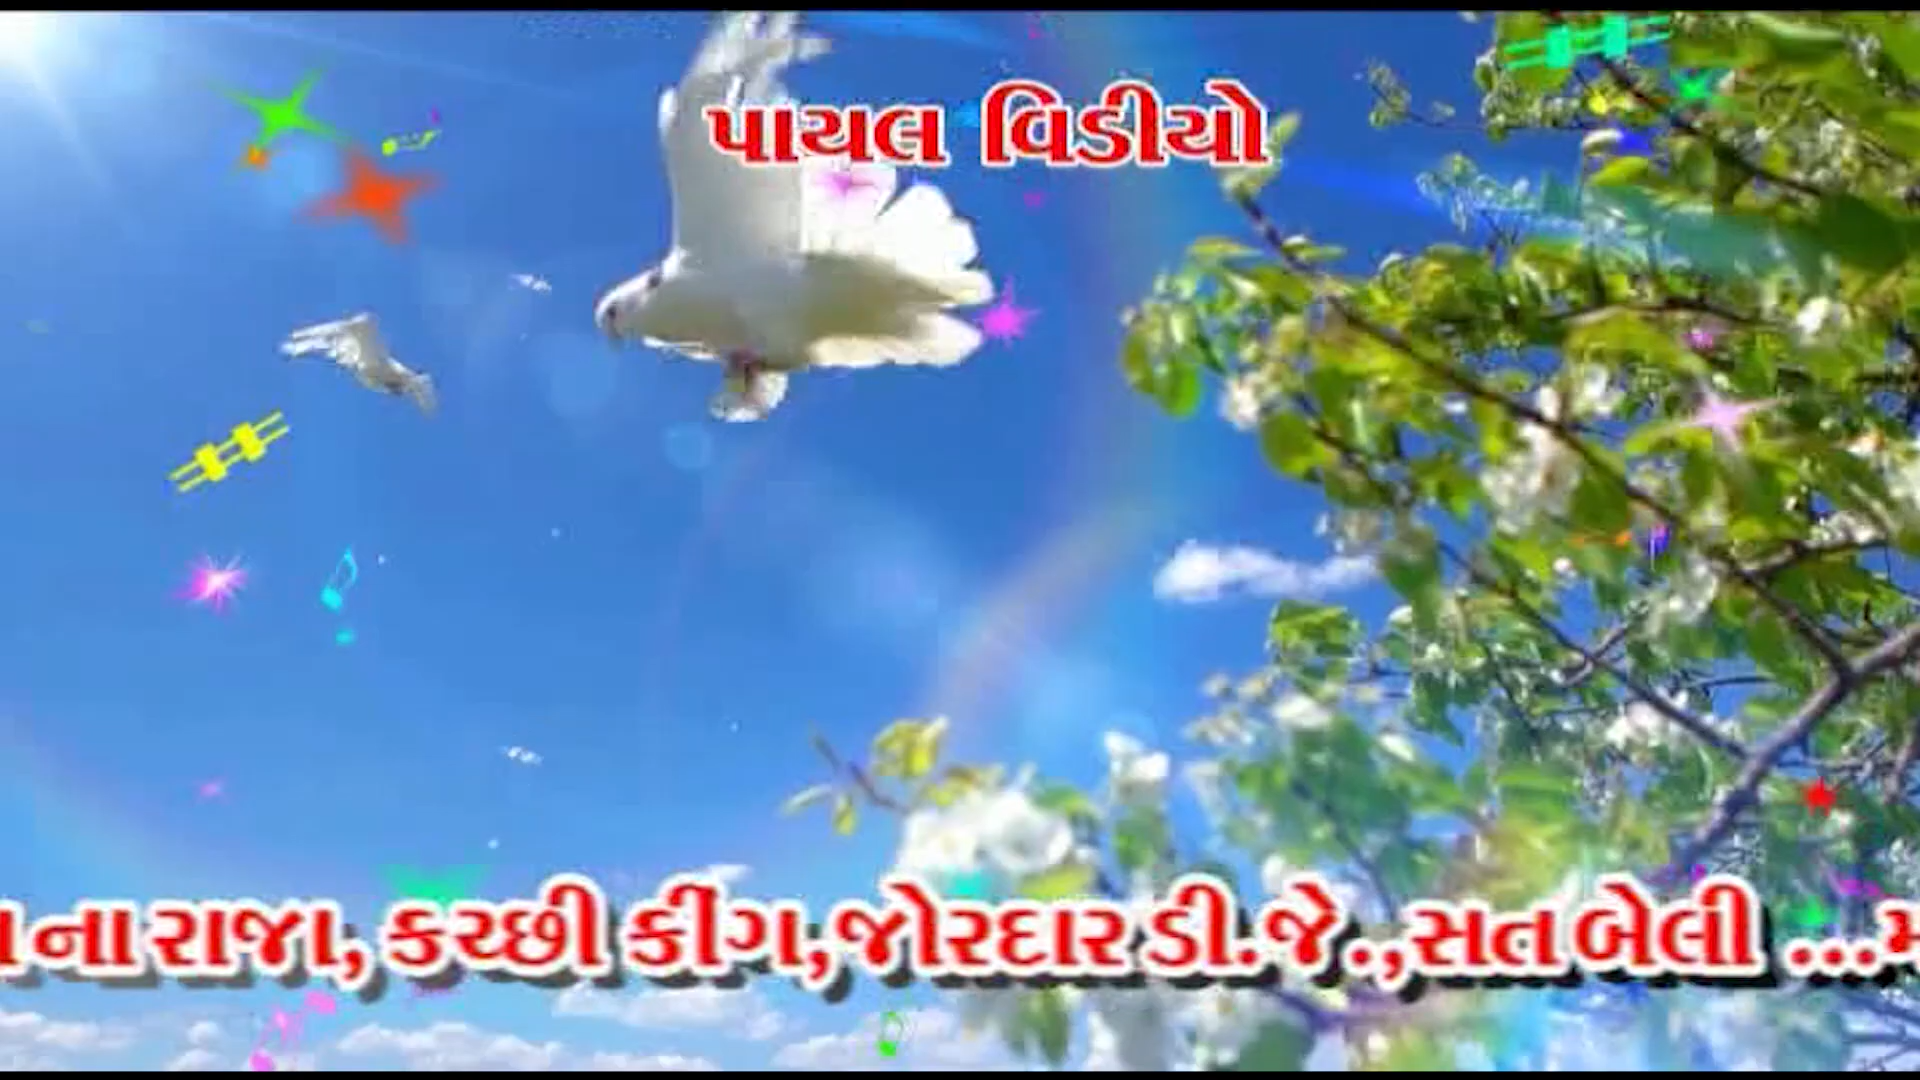 પાયલ વિડીયો
ના રાજા, કચ્છી કીંગ,જોરદાર ડી.જે.,સત બેલી ...